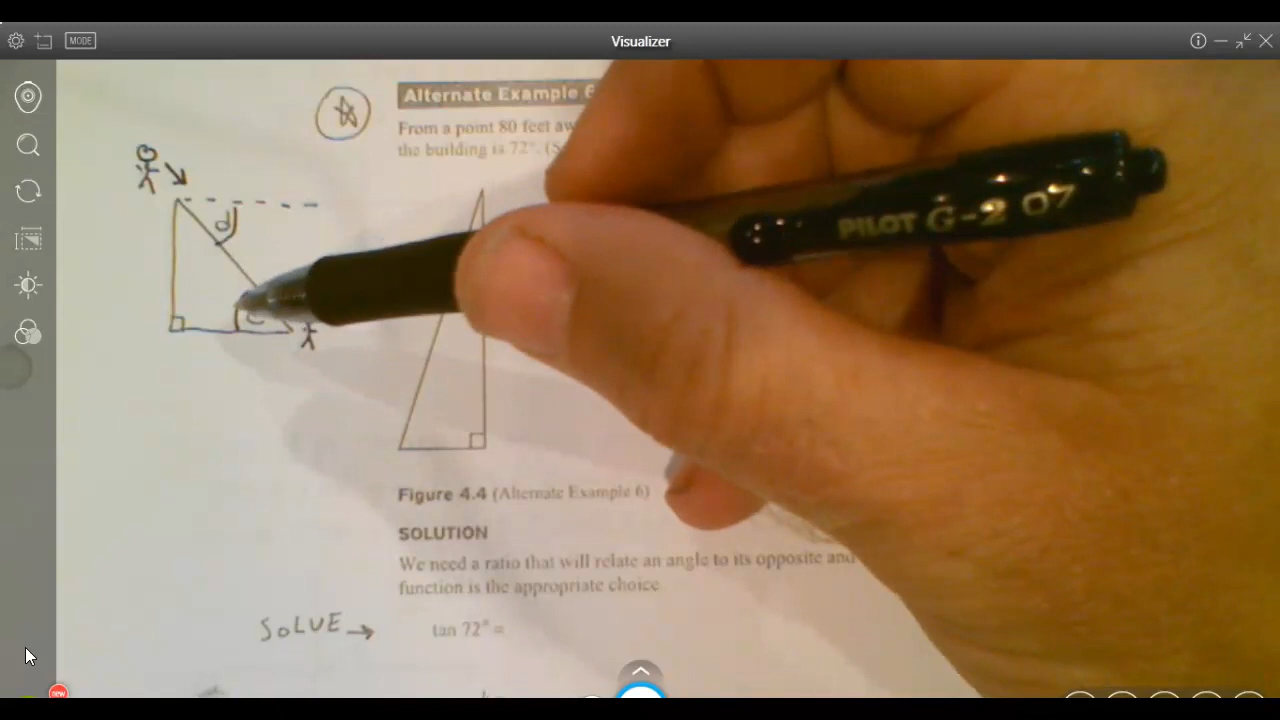 MODE
Visualizer
Alternate Example 6
From a point 80 feet
the building is 72°.
d
PILOT G-2 07
Figure 4.4 (Alternate Example 6)
SOLUTION
We need a ratio that will relate an angle to its opposite and
function is the appropriate choice
SOLVE →
tan 72° =
new